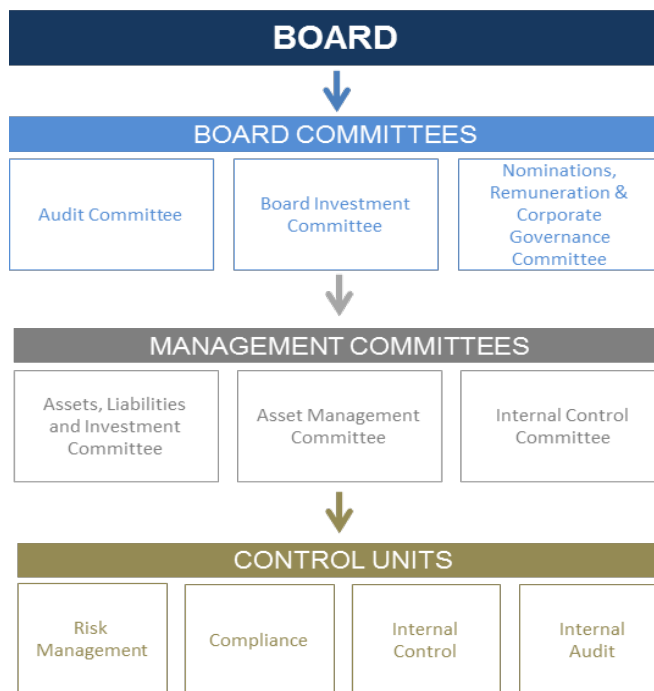 BOARD
BOARD COMMITTEES
Audit Committee
Board Investment
Committee
Nominations,
Remuneration &
Corporate
Governance
Committee
MANAGEMENT COMMITTEES
Assets, Liabilities
and Investment
Committee
Asset Management
Committee
Internal Control
Committee
CONTROL UNITS
Risk
Management
Compliance
Internal
Control
Internal
Audit